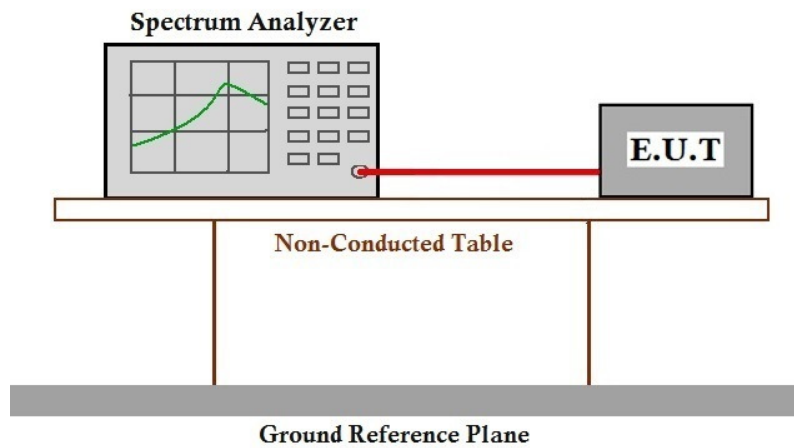 Spectrum Analyzer
E.U.T
Non-Conducted Table
Ground Reference Plane